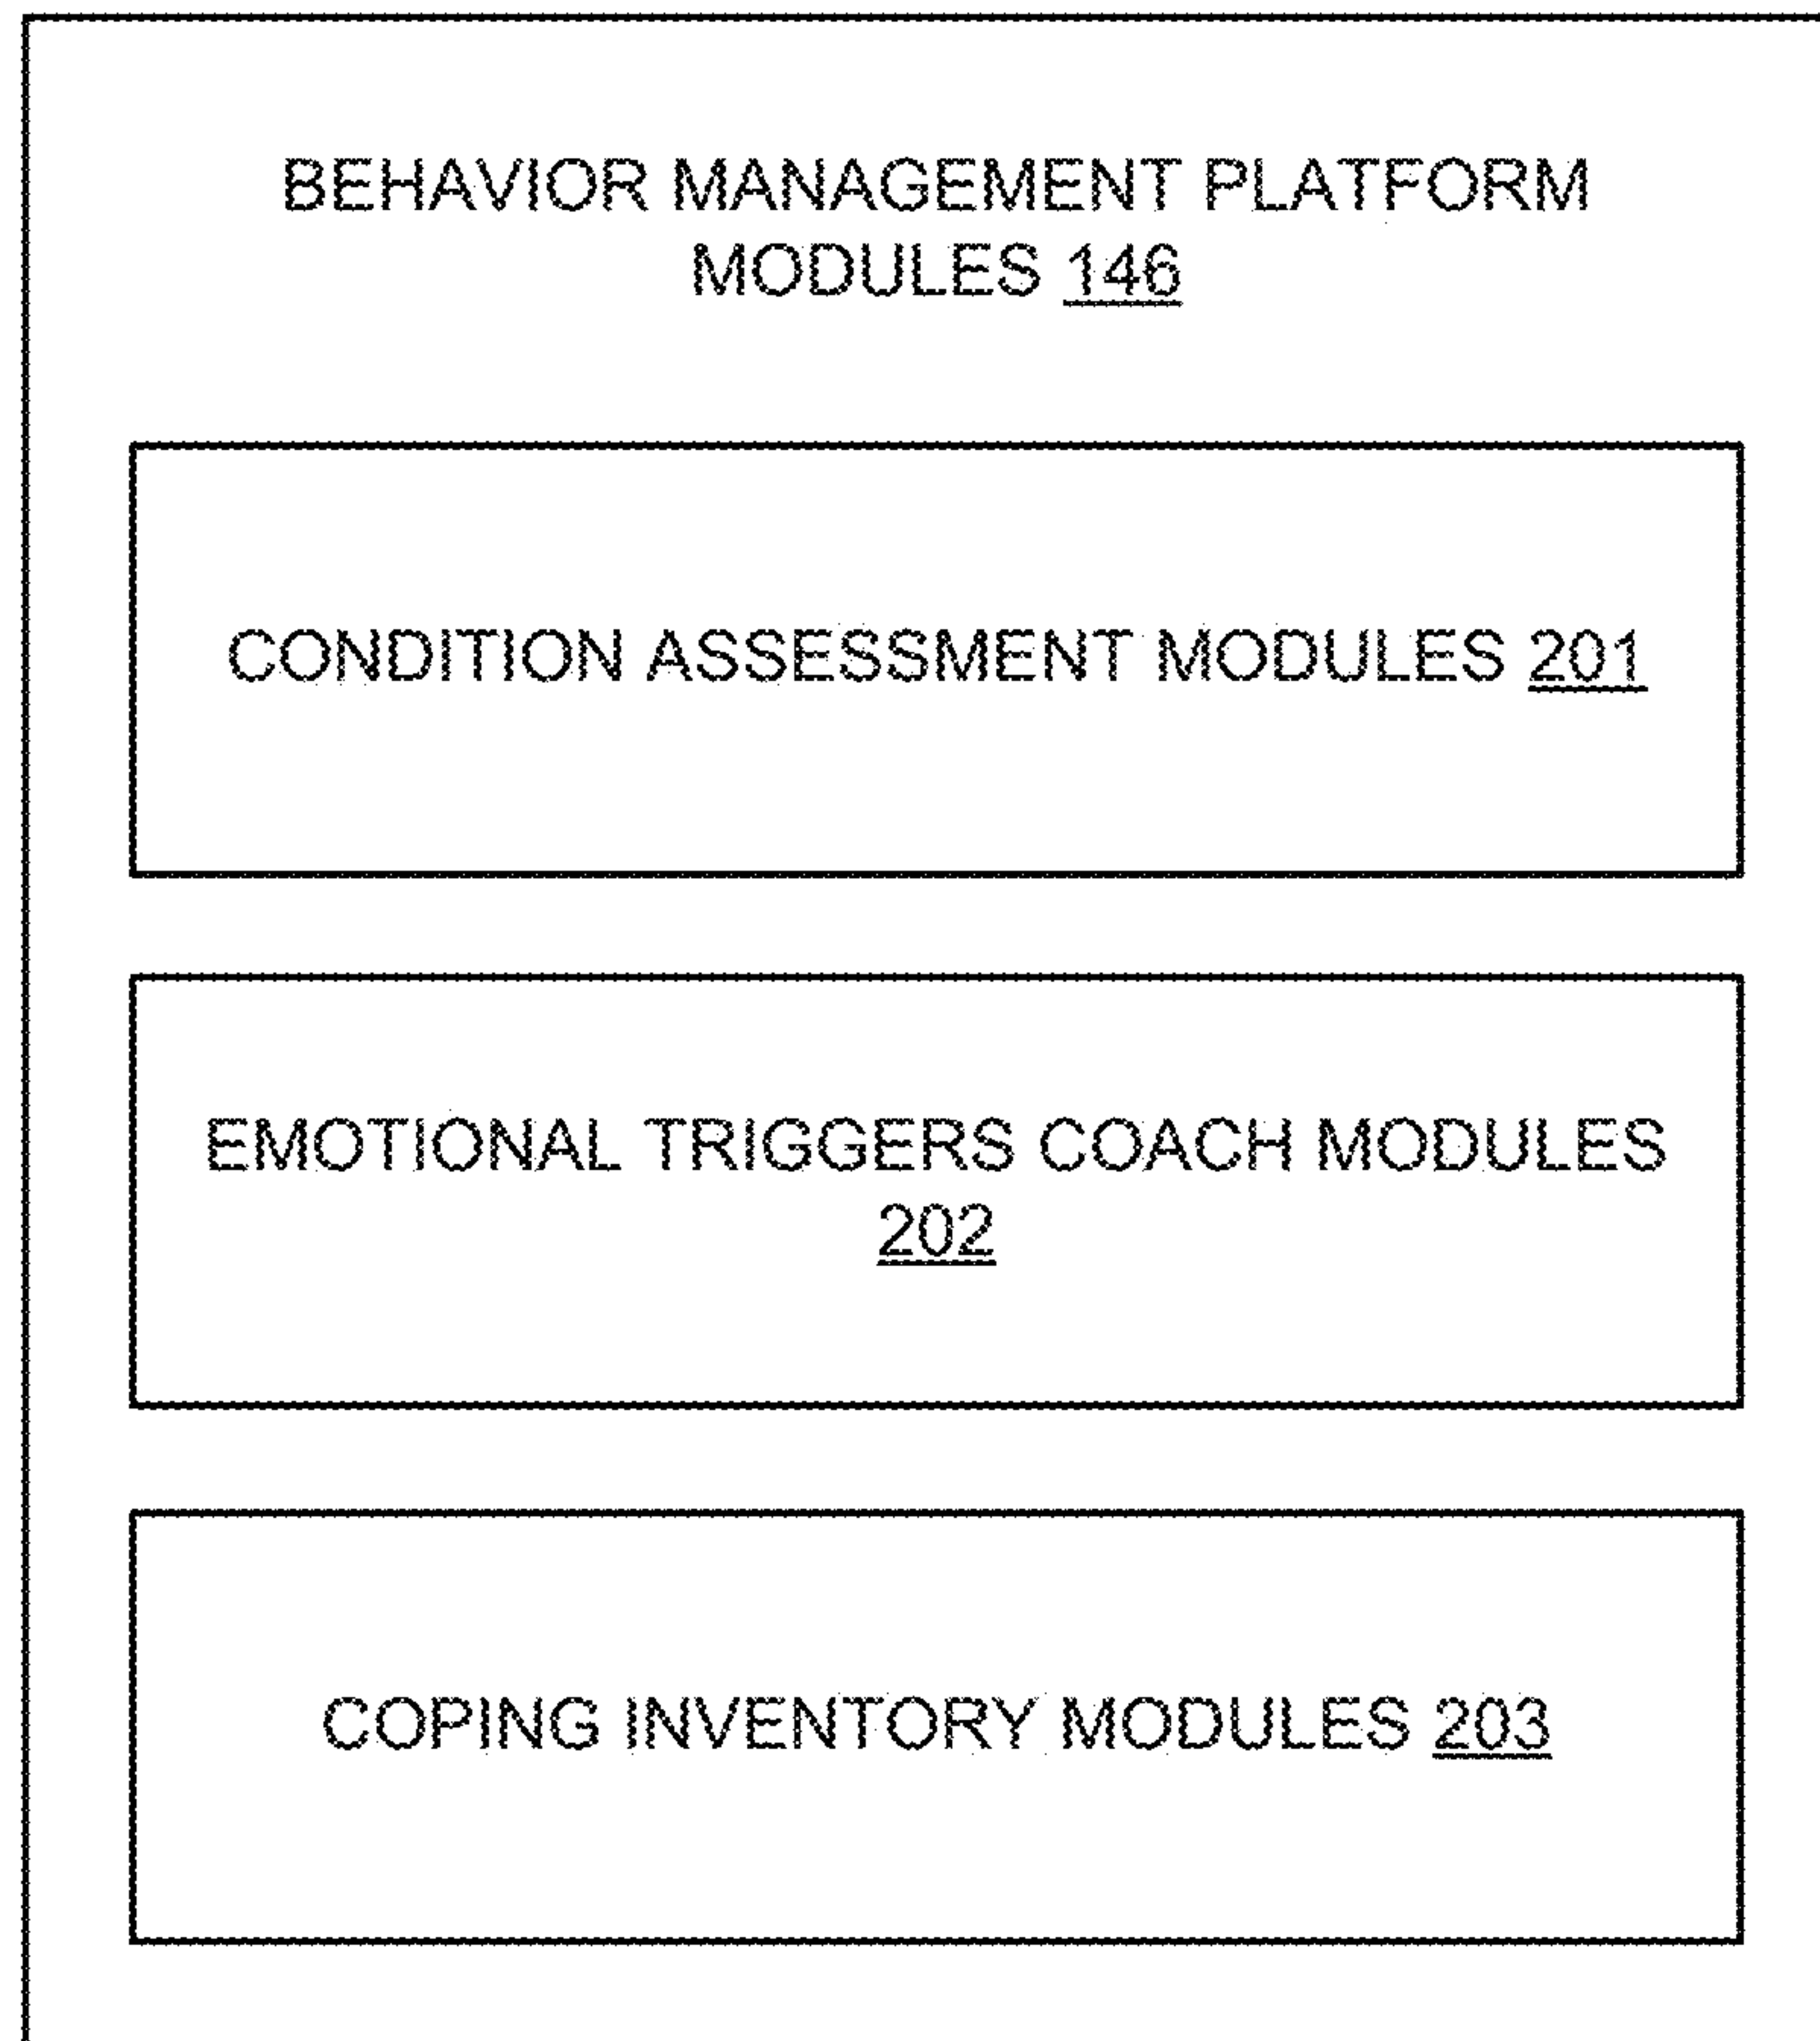 BEHAVIOR MANAGEMENT PLATFORM
MODULES 146
CONDITION ASSESSMENT MODULES 201
EMOTIONAL TRIGGERS COACH MODULES
202
COPING INVENTORY MODULES 203